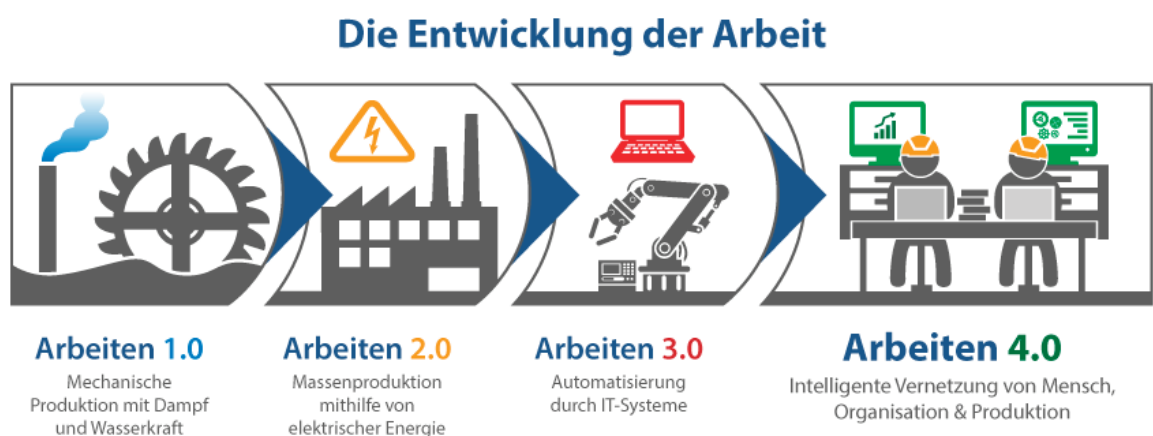 Die Entwicklung der Arbeit
Arbeiten 1.0
Mechanische
Produktion mit Dampf
und Wasserkraft
Arbeiten 2.0
Massenproduktion
mithilfe von
elektrischer Energie
Arbeiten 3.0
Automatisierung
durch IT-Systeme
Arbeiten 4.0
Intelligente Vernetzung von Mensch,
Organisation & Produktion